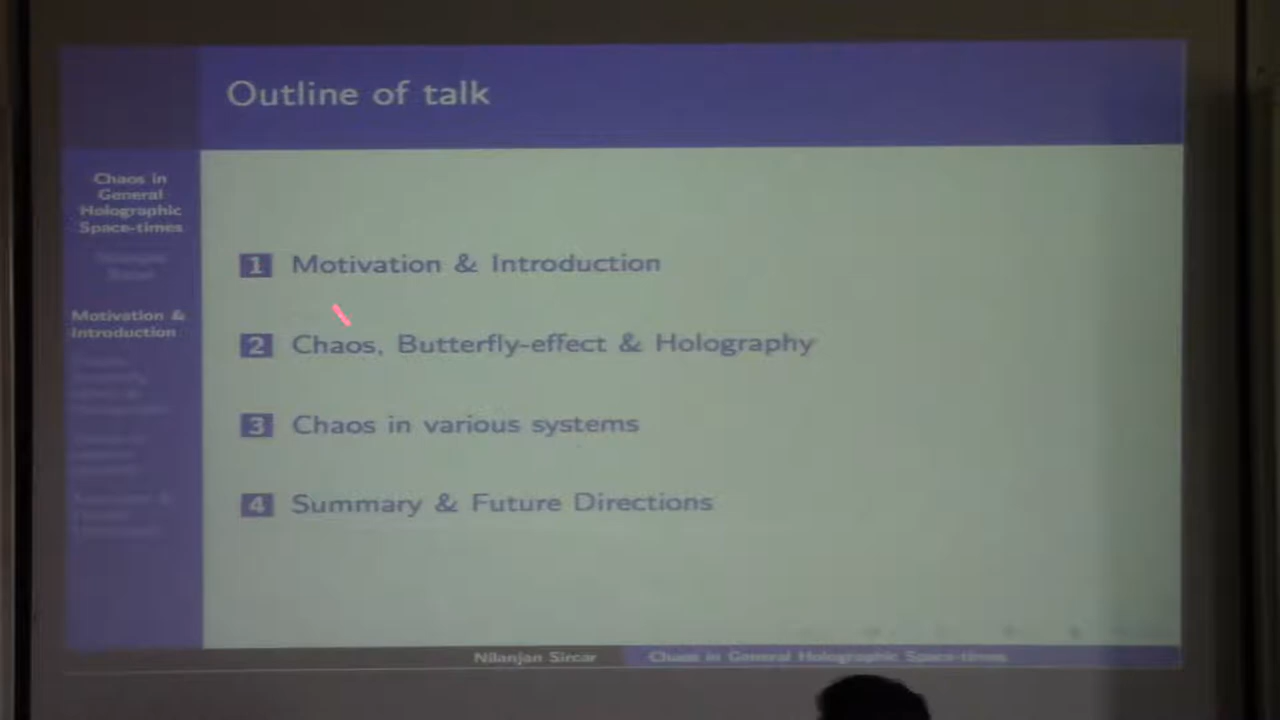 Outline of talk
Chaos in
General
Holographic
Space-times
Motivation &
Introduction
1 Motivation & Introduction
2 Chaos, Butterfly-effect & Holography
3 Chaos in various systems
4 Summary & Future Directions
Nilanjan Sircar
Chaos in General Holographic Space-times